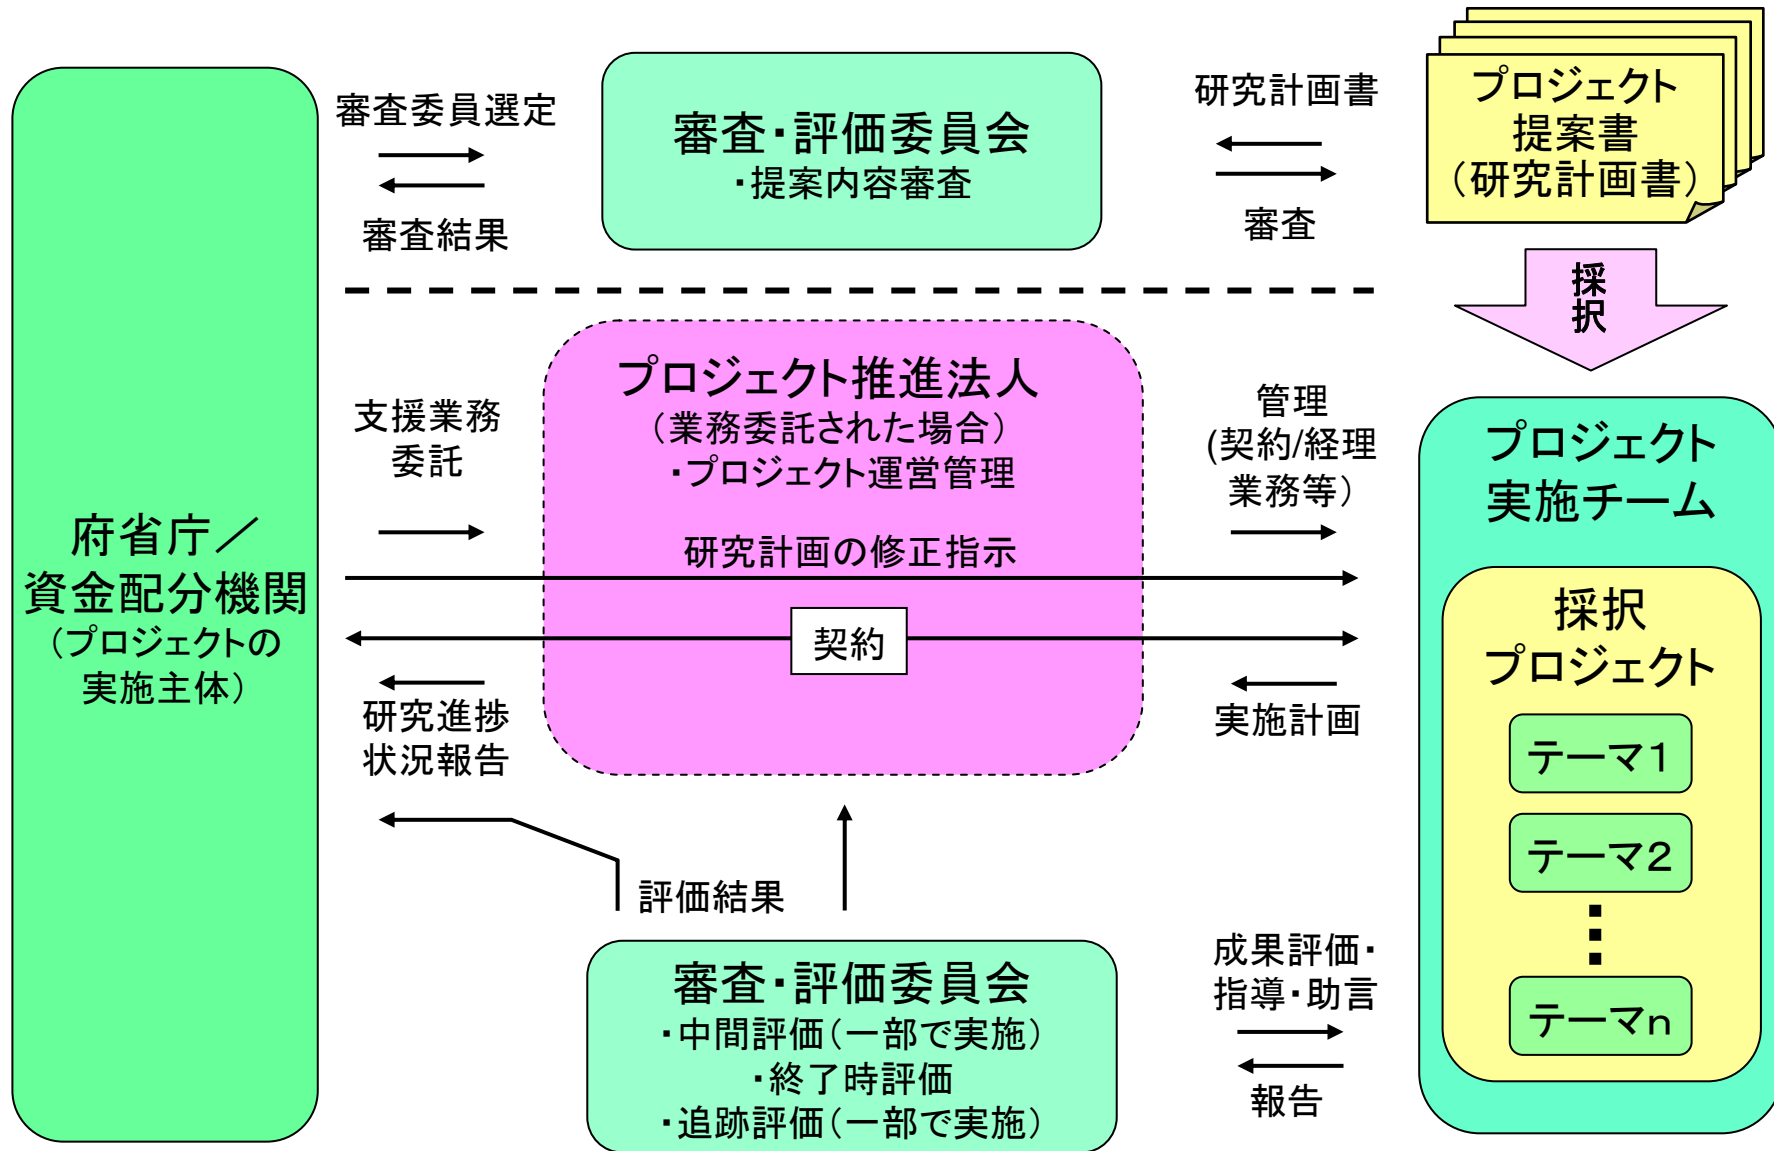 府省庁／
資金配分機関
（プロジェクトの
実施主体）
審査委員選定
審査結果
審査・評価委員会
・提案内容審査
研究計画書
審査
プロジェクト
提案書
（研究計画書）
採択
支援業務
委託
プロジェクト推進法人
（業務委託された場合）
・プロジェクト運営管理
管理
(契約/経理
業務等）
研究計画の修正指示
契約
研究進捗
状況報告
実施計画
プロジェクト
実施チーム
採択
プロジェクト
テーマ１
テーマ２
テーマｎ
評価結果
審査・評価委員会
・中間評価（一部で実施）
・終了時評価
・追跡評価（一部で実施）
成果評価・
指導・助言
報告